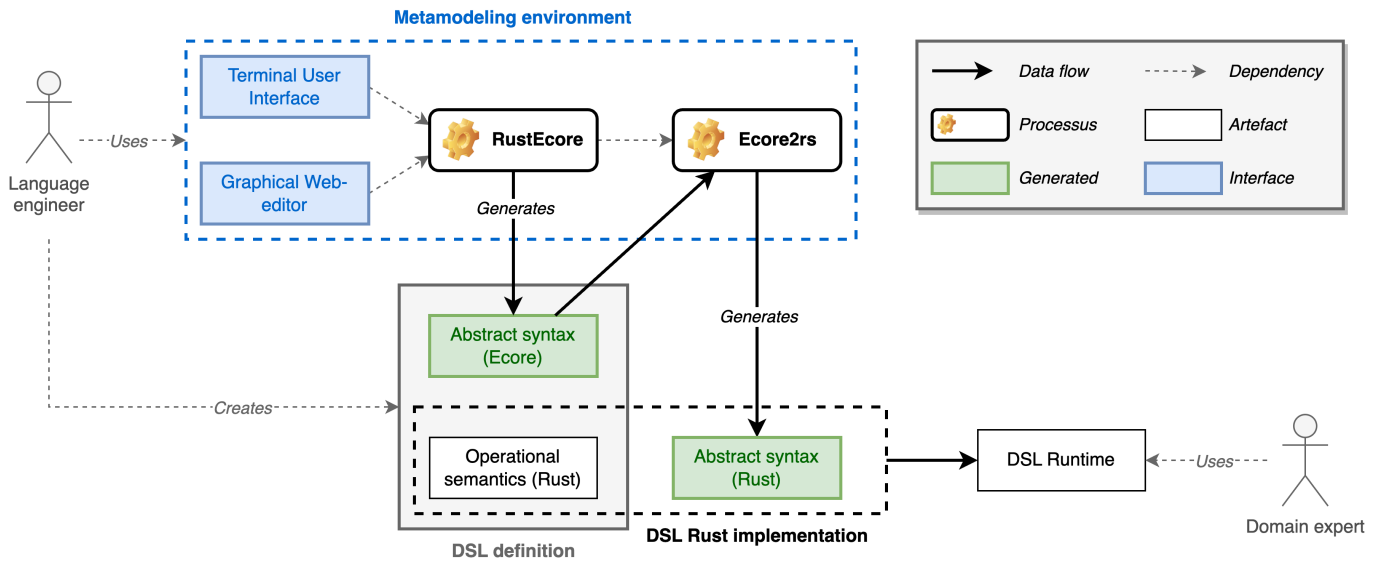 Metamodeling environment
Terminal User
Interface
Graphical Web-
editor
RustEcore
Ecore2rs
Uses
Language
engineer
Generates
Data flow
Dependency
Processus
Artefact
Generated
Interface
Abstract syntax
(Ecore)
Generates
Creates
Operational
semantics (Rust)
Abstract syntax
(Rust)
DSL Runtime
Uses
Domain expert
DSL Rust implementation
DSL definition